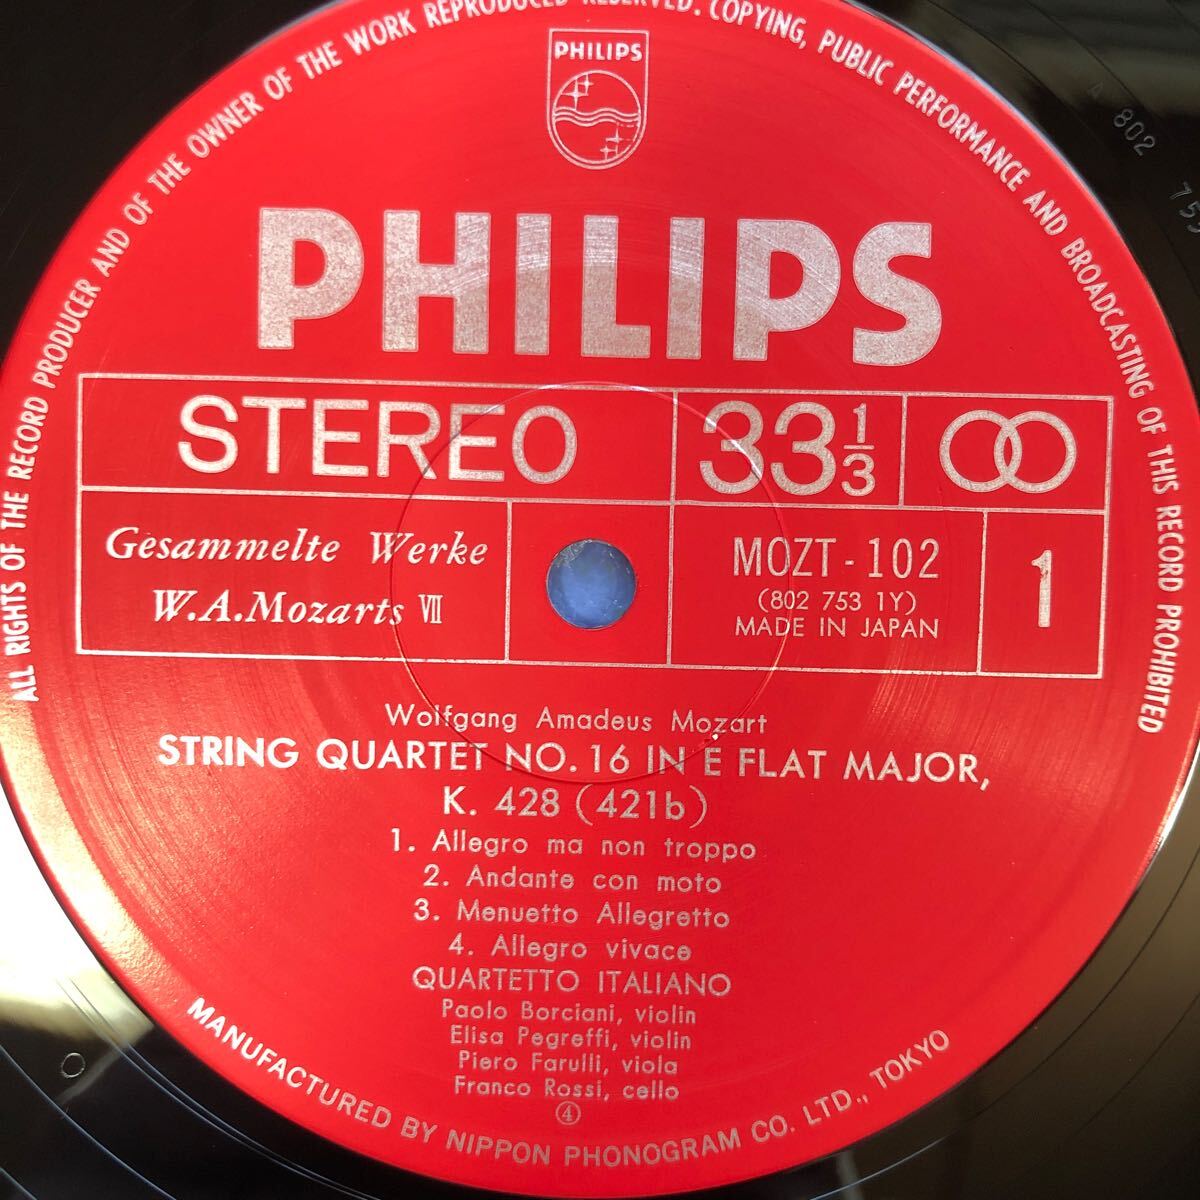 ALL RIGHTS OF THE RECORD PRODUCER AND OF THE OWNER OF THE WORK REPRODUCED RESERVED. COPYING, PUBLIC PERFORMANCE AND BROADCASTING OF THIS RECORD PROHIBITED
PHILIPS
PHILIPS
STEREO
33 1/3
Gesammelte Werke
W.A.Mozarts VII
MOZT-102
(802 753 1Y)
MADE IN JAPAN
1
Wolfgang Amadeus Mozart
STRING QUARTET NO. 16 IN E FLAT MAJOR,
K. 428 (421b)
1. Allegro ma non troppo
2. Andante con moto
3. Menuetto Allegretto
4. Allegro vivace
QUARTETTO ITALIANO
Paolo Borciani, violin
Elisa Pegreffi, violin
Piero Farulli, viola
Franco Rossi, cello
④
MANUFACTURED BY NIPPON PHONOGRAM CO. LTD., TOKYO
802 753